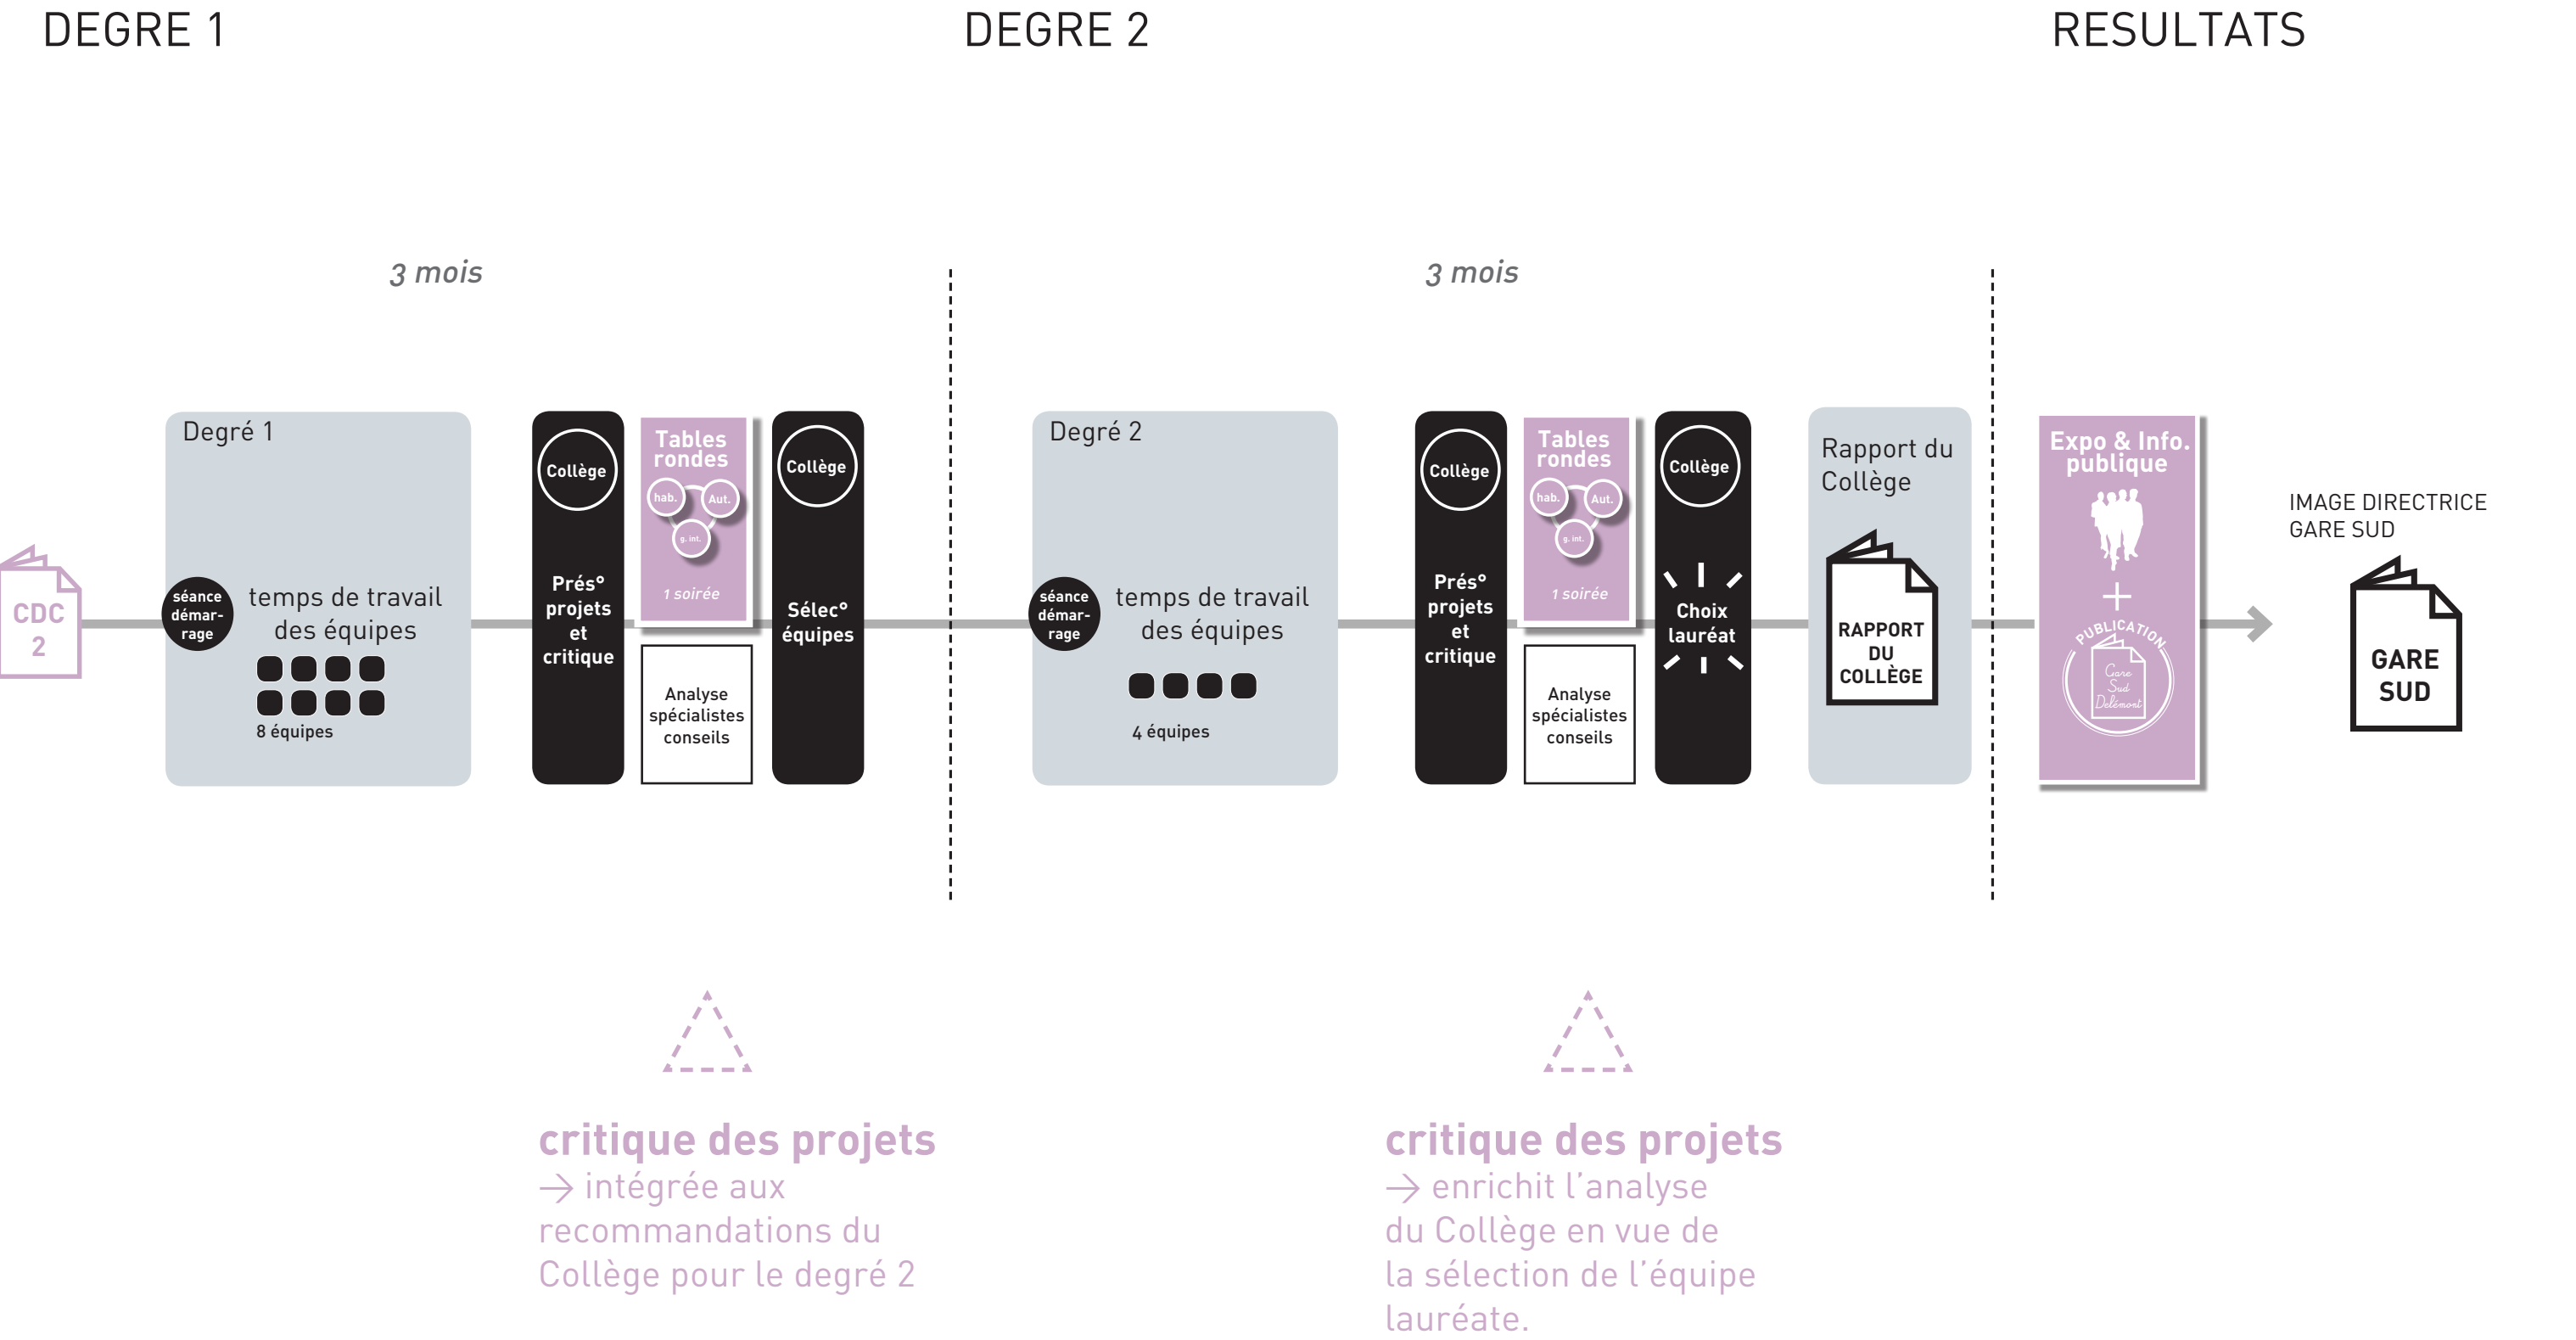 DEGRE 1
DEGRE 2
RESULTATS
3 mois
3 mois
CDC
2
Degré 1
séance
démar-
rage
temps de travail
des équipes
8 équipes
Collège
Prés°
projets
et
critique
Tables
rondes
hab.
Aut.
g. int.
1 soirée
Analyse
spécialistes
conseils
Collège
Sélec°
équipes
Degré 2
séance
démar-
rage
temps de travail
des équipes
4 équipes
Collège
Prés°
projets
et
critique
Tables
rondes
hab.
Aut.
g. int.
1 soirée
Analyse
spécialistes
conseils
Collège
Choix
lauréat
Rapport du
Collège
RAPPORT
DU
COLLÈGE
Expo & Info.
publique
+
PUBLICATION
Gare
Sud
Delémont
IMAGE DIRECTRICE
GARE SUD
GARE
SUD
critique des projets
→ intégrée aux
recommandations du
Collège pour le degré 2
critique des projets
→ enrichit l’analyse
du Collège en vue de
la sélection de l’équipe
lauréate.